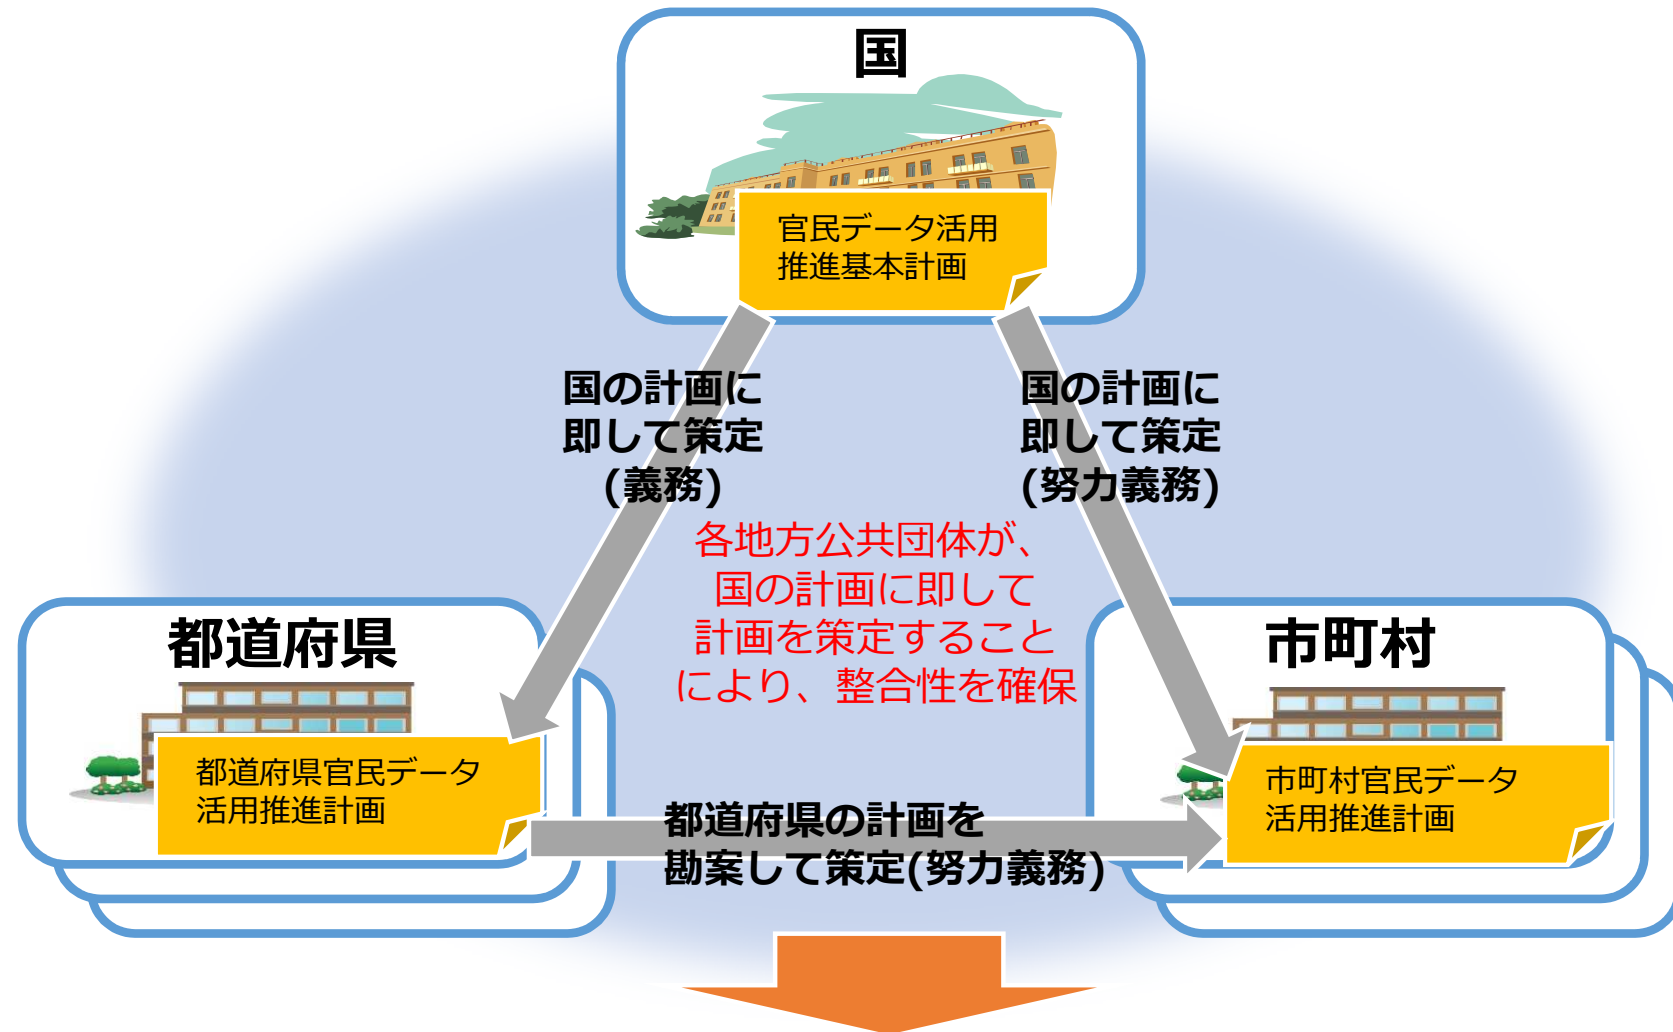 国
官民データ活用
推進基本計画
国の計画に
即して策定
(義務)
国の計画に
即して策定
(努力義務)
各地方公共団体が、
国の計画に即して
計画を策定すること
により、整合性を確保
都道府県
都道府県官民データ
活用推進計画
市町村
市町村官民データ
活用推進計画
都道府県の計画を
勘案して策定(努力義務)